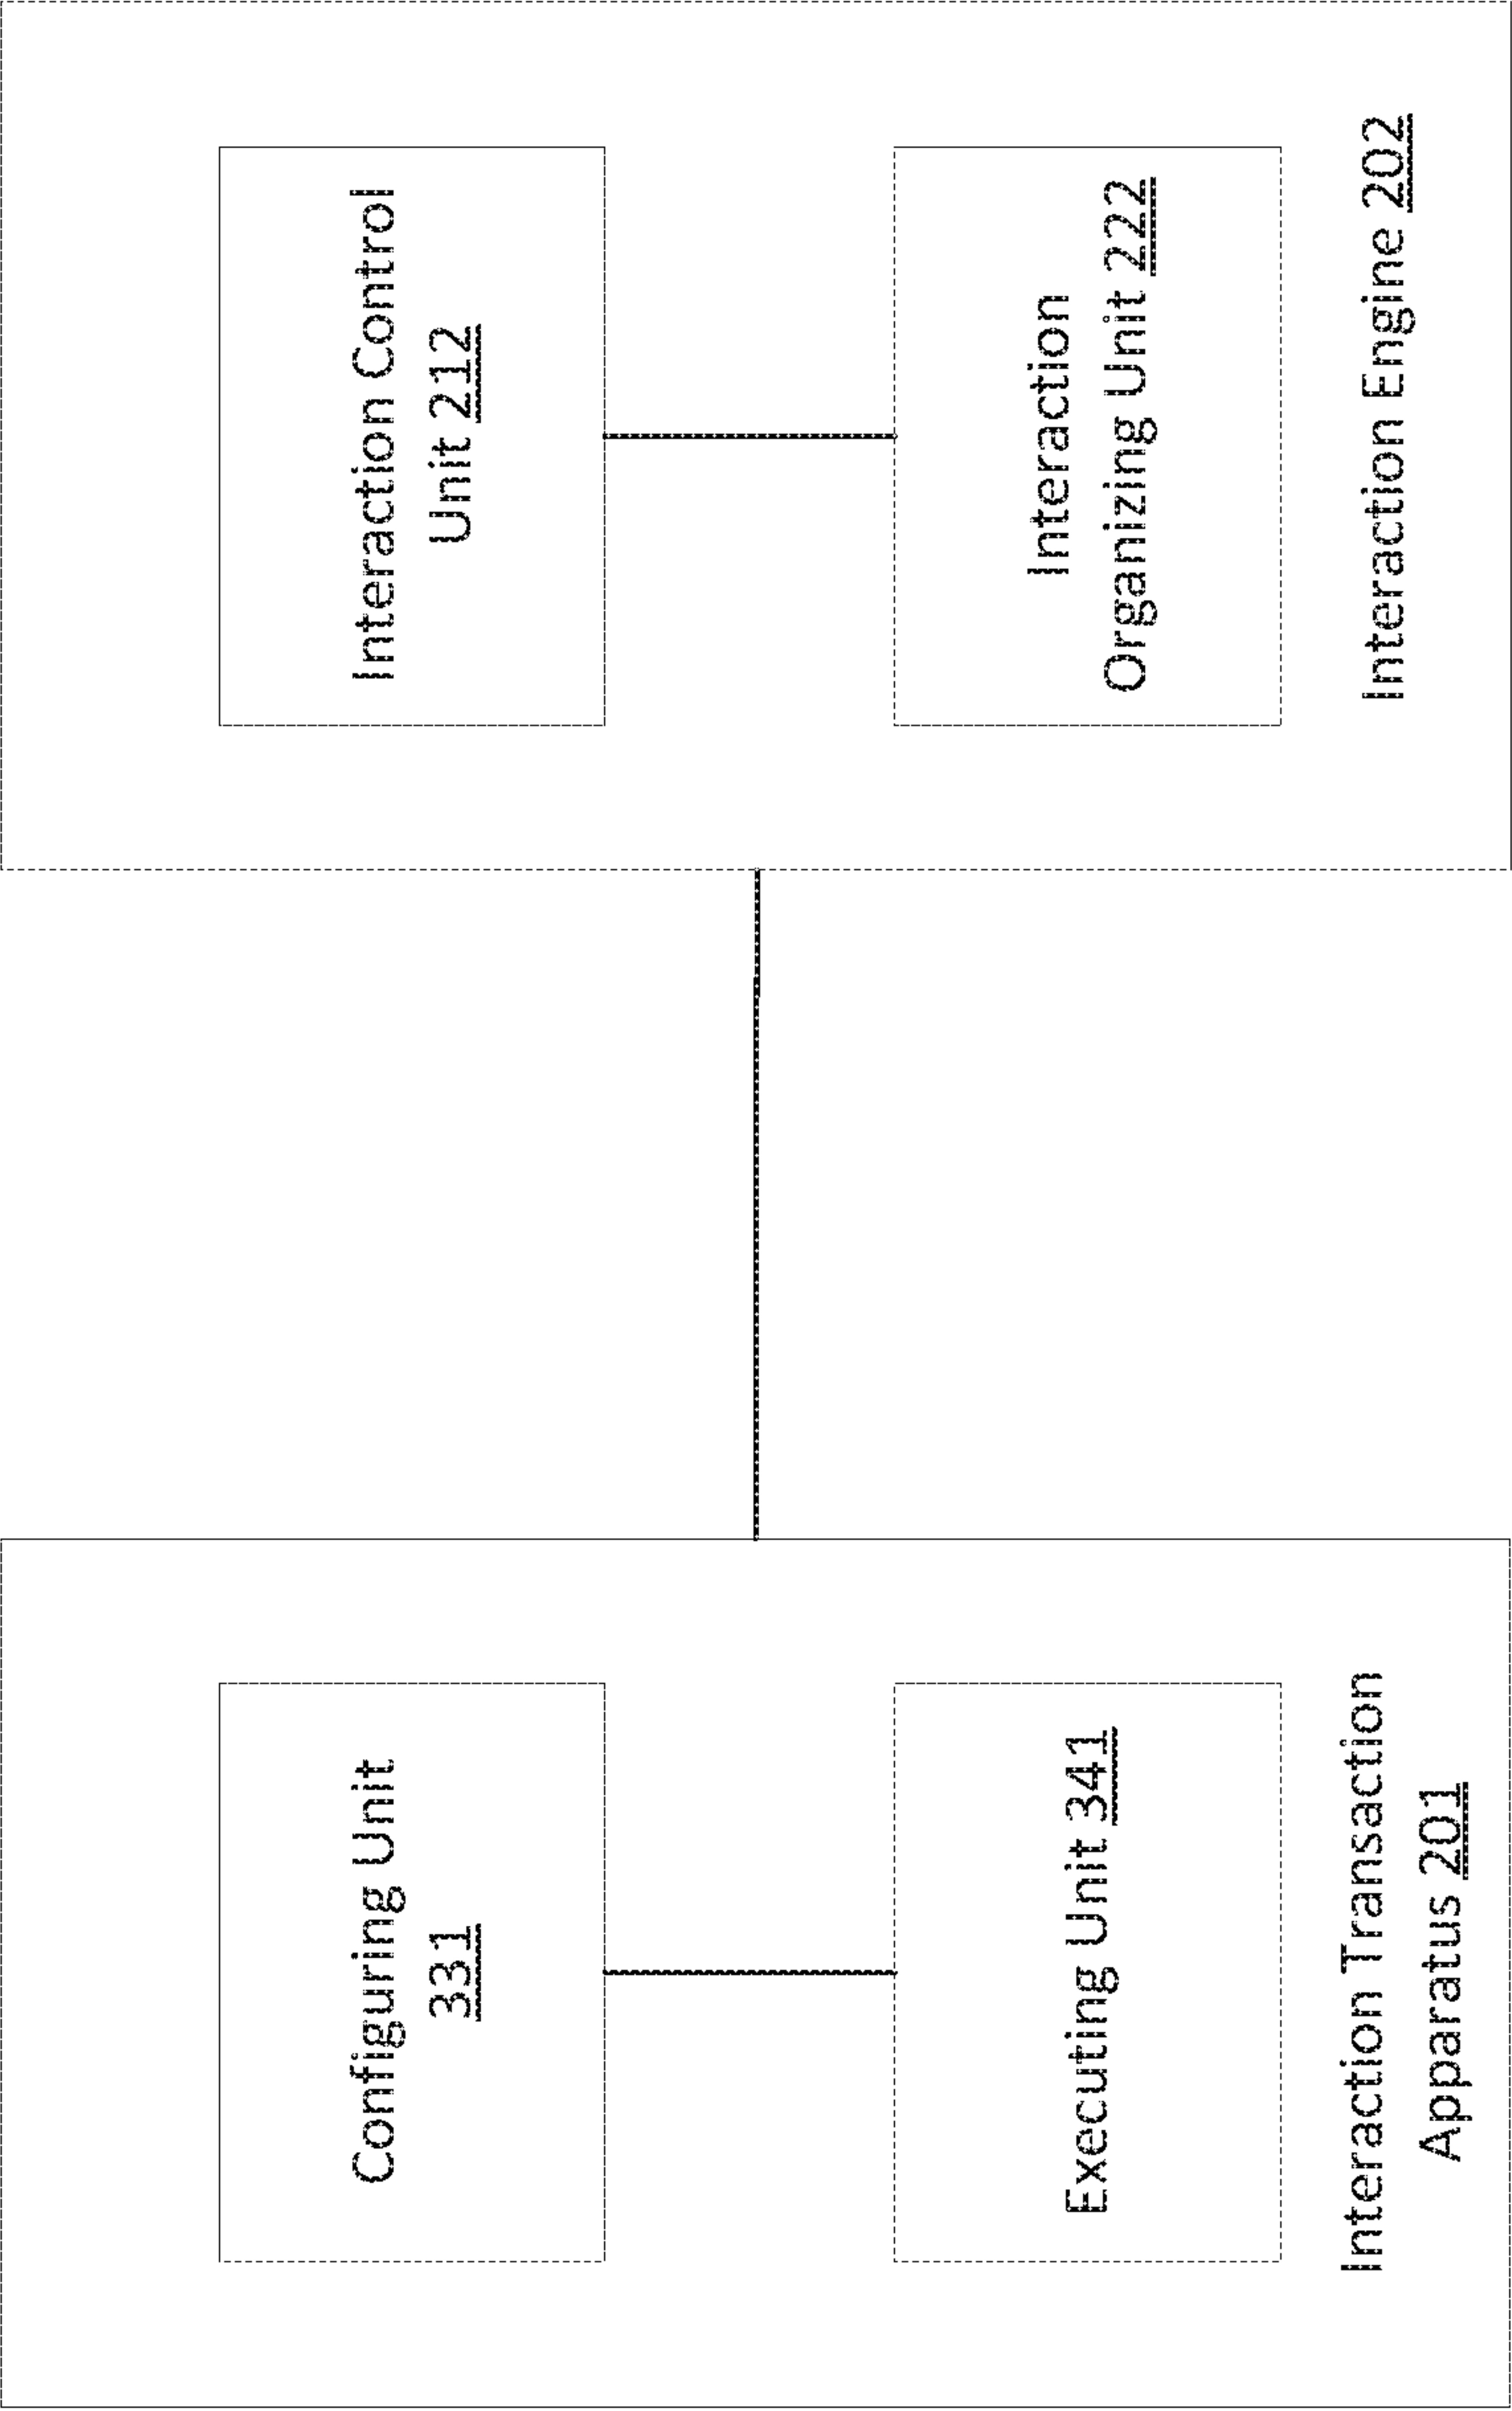 Configuring Unit
331
Executing Unit 341
Interaction Transaction
Apparatus 201
Interaction Control
Unit 212
Interaction
Organizing Unit 222
Interaction Engine 202